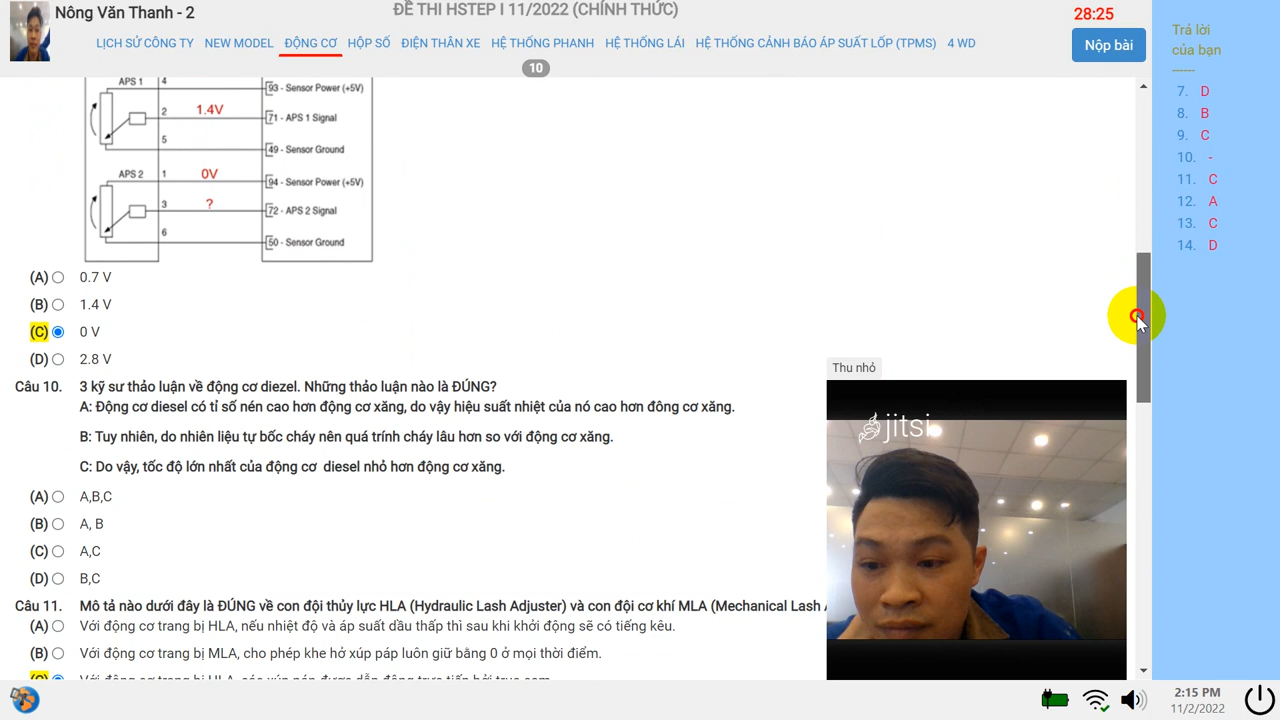 Nông Văn Thanh - 2
ĐỀ THI HSTEP I 11/2022 (CHÍNH THỨC)
28:25
LỊCH SỬ CÔNG TY NEW MODEL ĐỘNG CƠ HỘP SỐ ĐIỆN THÂN XE HỆ THỐNG PHANH HỆ THỐNG LÁI HỆ THỐNG CẢNH BÁO ÁP SUẤT LỐP (TPMS) 4 WD
Nộp bài
10
APS 1 4 93 - Sensor Power (+5V)
2 1.4V 71 - APS 1 Signal
5 49 - Sensor Ground
APS 2 1 0V 94 - Sensor Power (+5V)
3 ? 72 - APS 2 Signal
6 50 - Sensor Ground
(A) 0.7 V
(B) 1.4 V
(C) 0 V
(D) 2.8 V
Câu 10. 3 kỹ sư thảo luận về động cơ diezel. Những thảo luận nào là ĐÚNG?
A: Động cơ diesel có tỉ số nén cao hơn động cơ xăng, do vậy hiệu suất nhiệt của nó cao hơn đông cơ xăng.
B: Tuy nhiên, do nhiên liệu tự bốc cháy nên quá trính cháy lâu hơn so với động cơ xăng.
C: Do vậy, tốc độ lớn nhất của động cơ diesel nhỏ hơn động cơ xăng.
(A) A,B,C
(B) A, B
(C) A,C
(D) B,C
Câu 11. Mô tả nào dưới đây là ĐÚNG về con đội thủy lực HLA (Hydraulic Lash Adjuster) và con đội cơ khí MLA (Mechanical Lash
(A) Với động cơ trang bị HLA, nếu nhiệt độ và áp suất dầu thấp thì sau khi khởi động sẽ có tiếng kêu.
(B) Với động cơ trang bị MLA, cho phép khe hở xúp páp luôn giữ bằng 0 ở mọi thời điểm.
Thu nhỏ
jitsi
Trả lời
của bạn
------
7. D
8. B
9. C
10. -
11. C
12. A
13. C
14. D
2:15 PM
11/2/2022